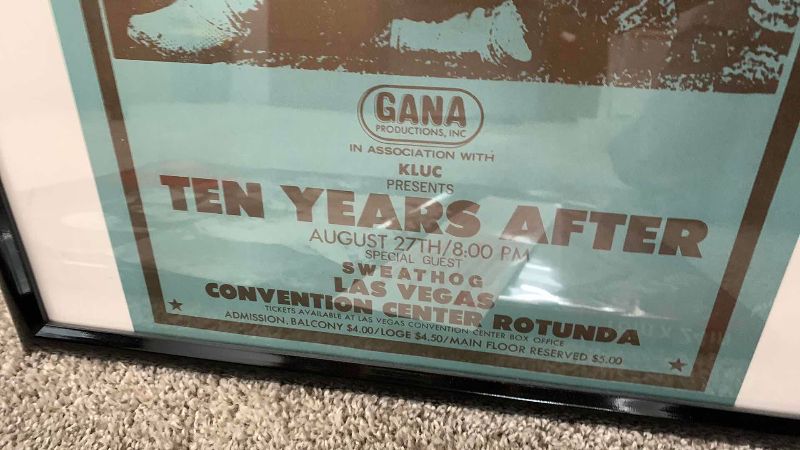 GANA
PRODUCTIONS, INC
IN ASSOCIATION WITH
KLUC
PRESENTS
TEN YEARS AFTER
AUGUST 27TH/8:00 PM
SPECIAL GUEST
SWEATHOG
LAS VEGAS
CONVENTION CENTER ROTUNDA
TICKETS AVAILABLE AT LAS VEGAS CONVENTION CENTER BOX OFFICE
ADMISSION, BALCONY $4.00/LOGE $4.50/MAIN FLOOR RESERVED $5.00